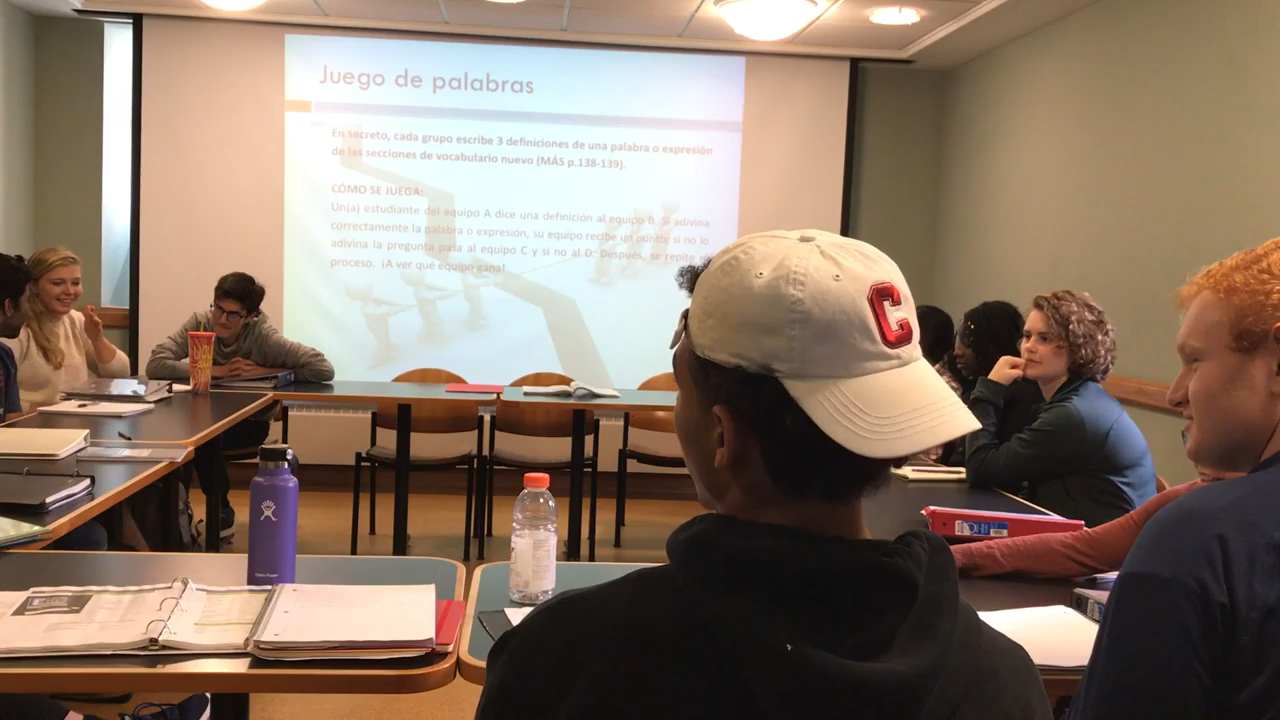 Juego de palabras
En secreto, cada grupo escribe 3 definiciones de una palabra o expresión
de las secciones de vocabulario nuevo (MÁS p.138-139).
CÓMO SE JUEGA:
Un(a) estudiante del equipo A dice una definición al equipo B. Si adivina
correctamente la palabra o expresión, su equipo recibe un punto; si no lo
adivina la pregunta pasa al equipo C y si no al D. Después, se repite
proceso. ¡A ver qué equipo gana!
C